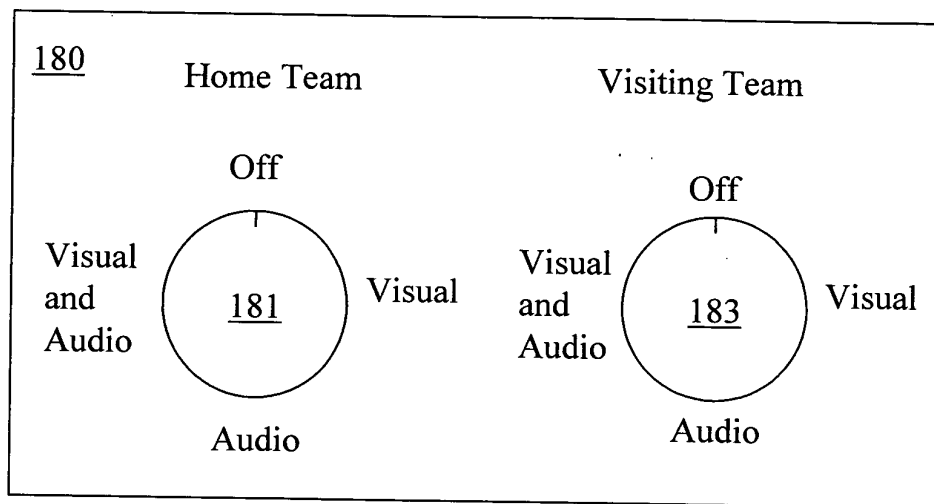 180
Home Team
Visiting Team
Off
Visual
and
Audio
181
Visual
Audio
Off
Visual
and
Audio
183
Visual
Audio